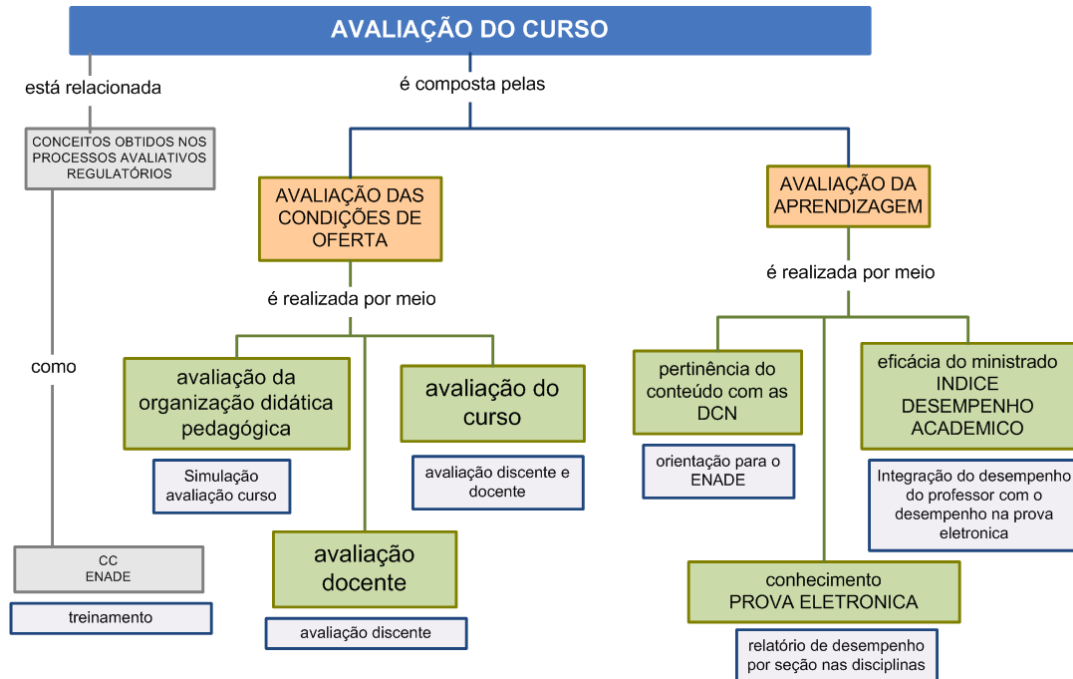 AVALIAÇÃO DO CURSO
está relacionada
é composta pelas
CONCEITOS OBTIDOS NOS
PROCESSOS AVALIATIVOS
REGULATÓRIOS
AVALIAÇÃO DAS
CONDIÇÕES DE
OFERTA
AVALIAÇÃO DA
APRENDIZAGEM
é realizada por meio
é realizada por meio
como
avaliação da
organização didática
pedagógica
Simulação
avaliação curso
avaliação do
curso
avaliação discente e
docente
pertinência do
conteúdo com as
DCN
orientação para o
ENADE
eficácia do ministrado
INDICE
DESEMPENHO
ACADEMICO
Integração do desempenho
do professor com o
desempenho na prova
eletronica
CC
ENADE
treinamento
avaliação
docente
avaliação discente
conhecimento
PROVA ELETRONICA
relatório de desempenho
por seção nas disciplinas